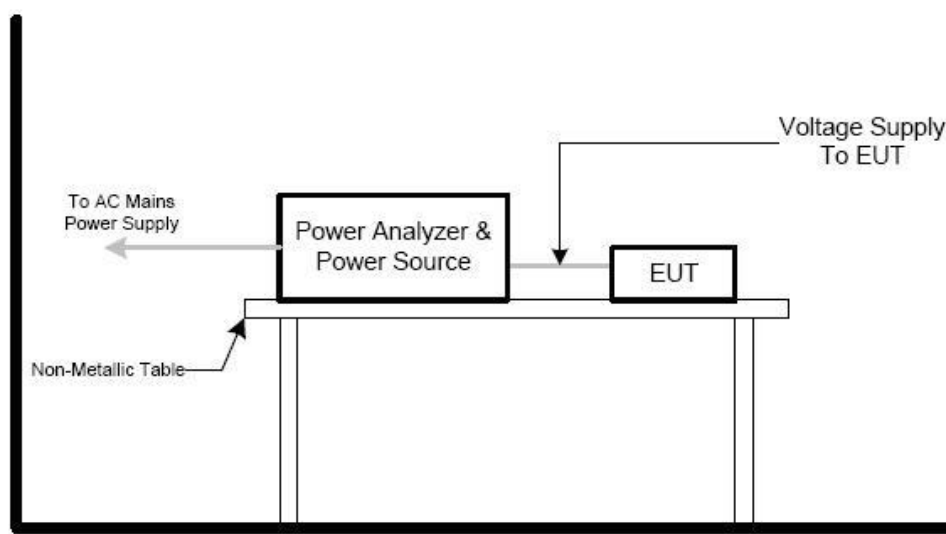 Voltage Supply
To EUT
To AC Mains
Power Supply
Power Analyzer &
Power Source
EUT
Non-Metallic Table